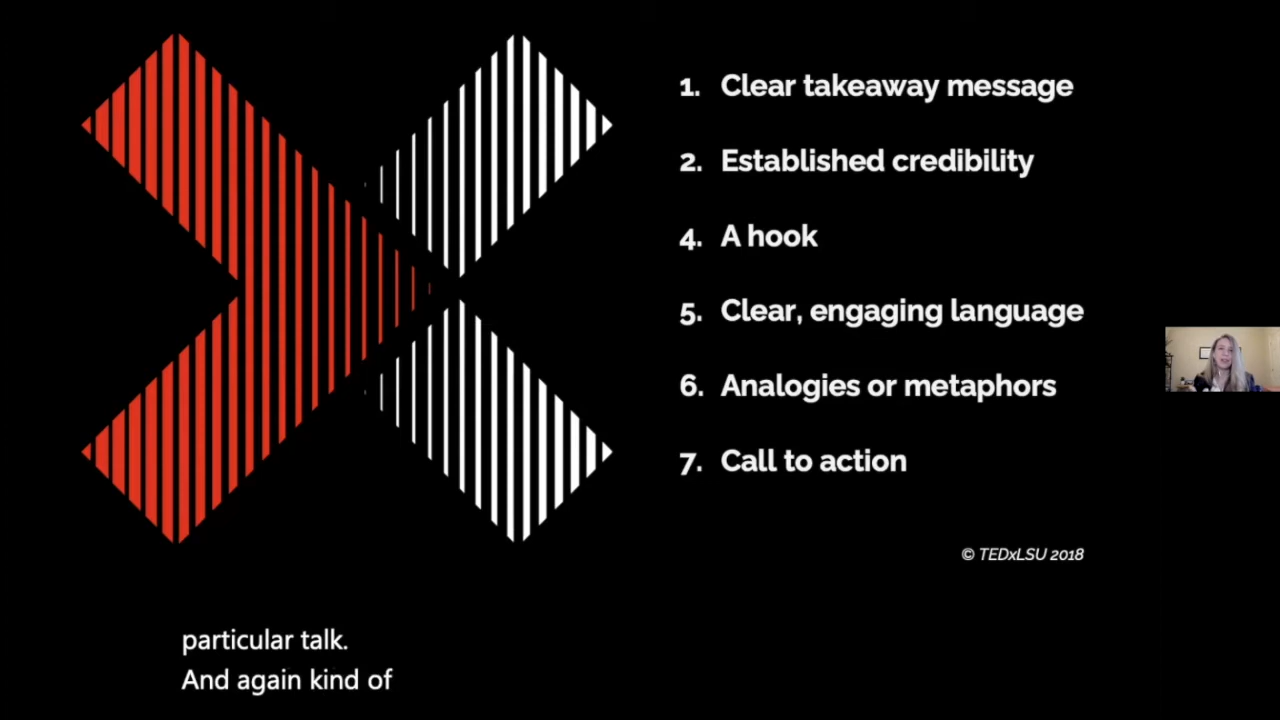 1. Clear takeaway message
2. Established credibility
4. A hook
5. Clear, engaging language
6. Analogies or metaphors
7. Call to action
© TEDxLSU 2018
particular talk.
And again kind of